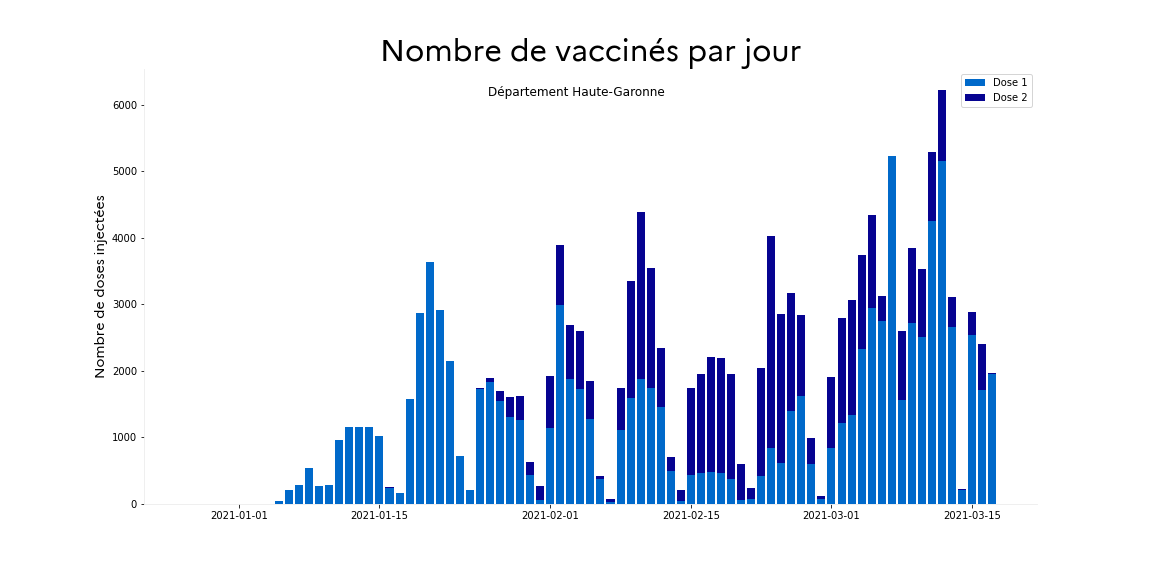 Nombre de vaccinés par jour
Département Haute-Garonne
Dose 1
Dose 2
Nombre de doses injectées
6000
5000
4000
3000
2000
1000
0
2021-01-01
2021-01-15
2021-02-01
2021-02-15
2021-03-01
2021-03-15